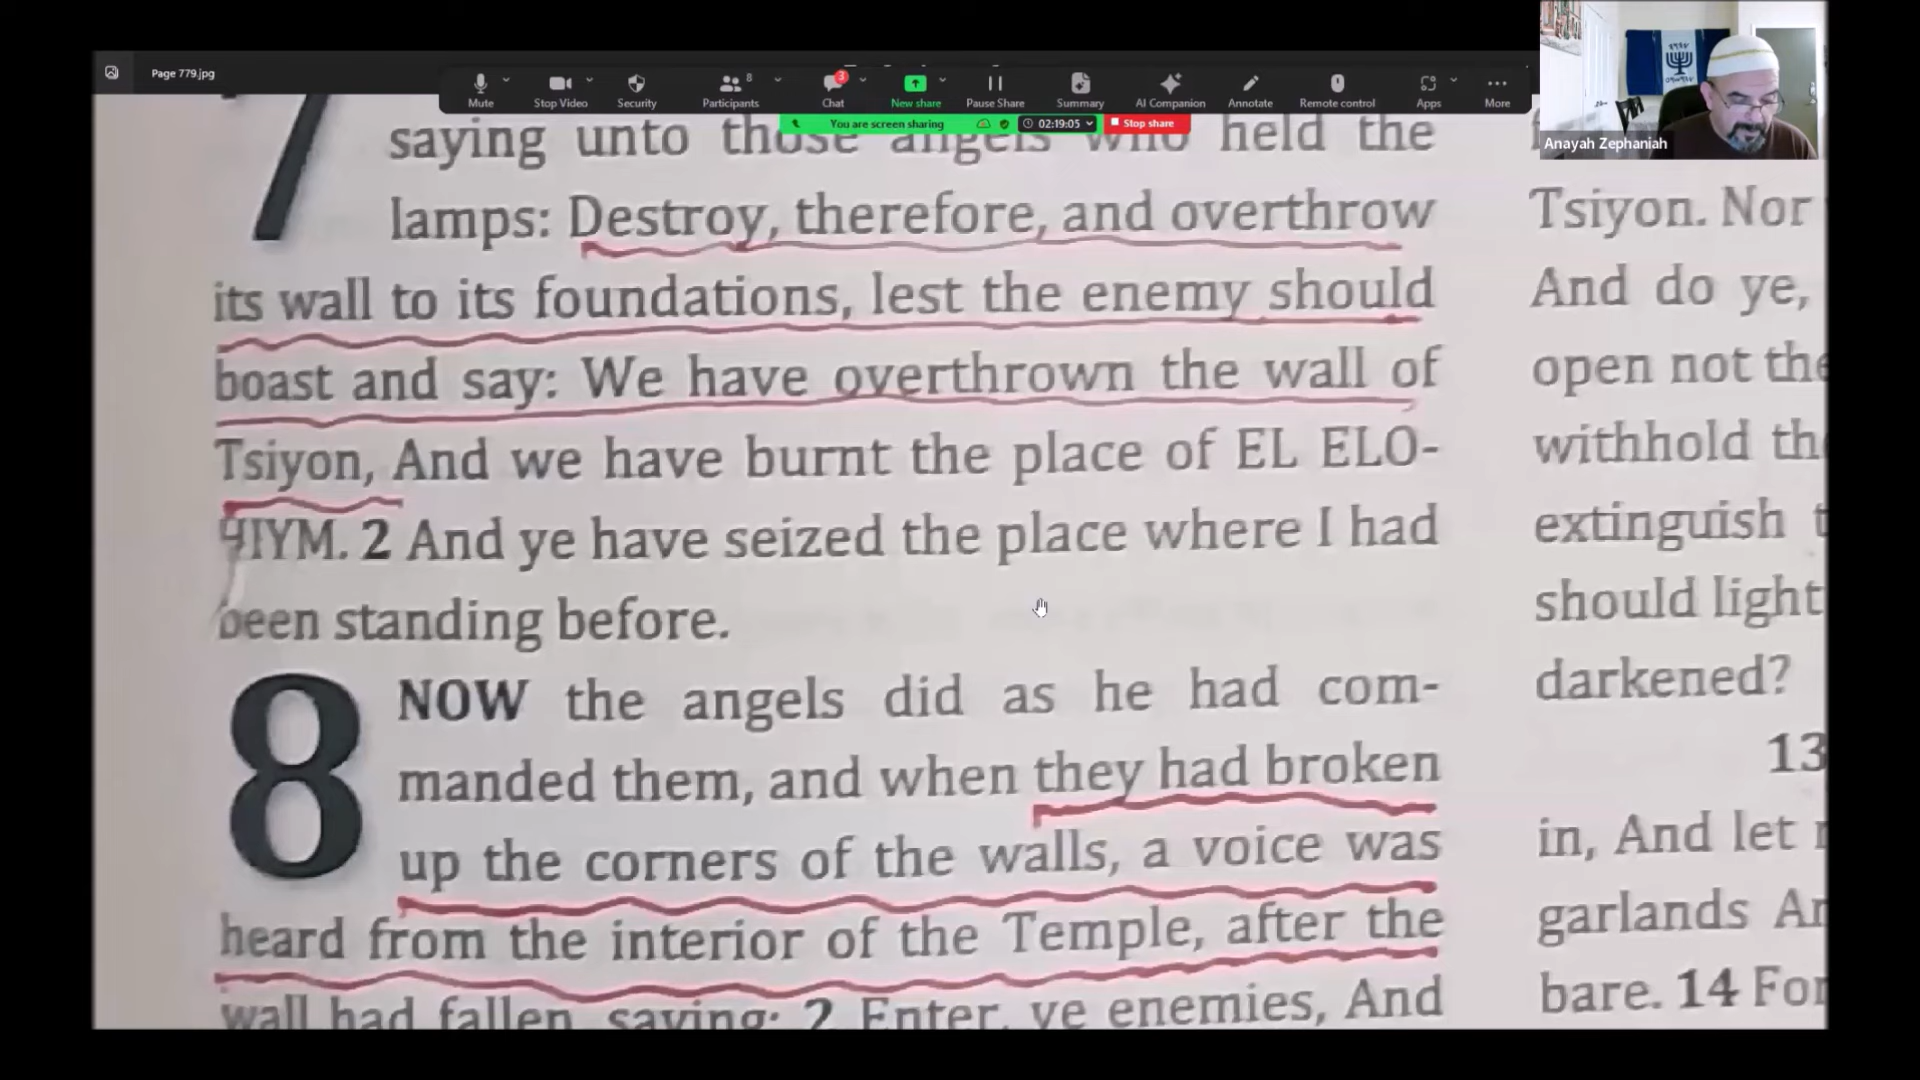 Page 779.jpg
Mute
Stop Video
Security
8
Participants
3
Chat
New share
Pause Share
Summary
AI Companion
Annotate
Remote control
Apps
More
You are screen sharing
02:19:05
Stop share
Anayah Zephaniah
7
saying unto those angels who held the
lamps: Destroy, therefore, and overthrow
its wall to its foundations, lest the enemy should
boast and say: We have overthrown the wall of
Tsiyon, And we have burnt the place of EL ELO-
ࠄIYM. 2 And ye have seized the place where I had
been standing before.
8
NOW the angels did as he had com-
manded them, and when they had broken
up the corners of the walls, a voice was
heard from the interior of the Temple, after the
wall had fallen, saying: 2 Enter, ye enemies, And
Tsiyon. Nor
And do ye,
open not the
withhold
extinguish
should light
darkened?
13
in, And let
garlands
bare. 14 For